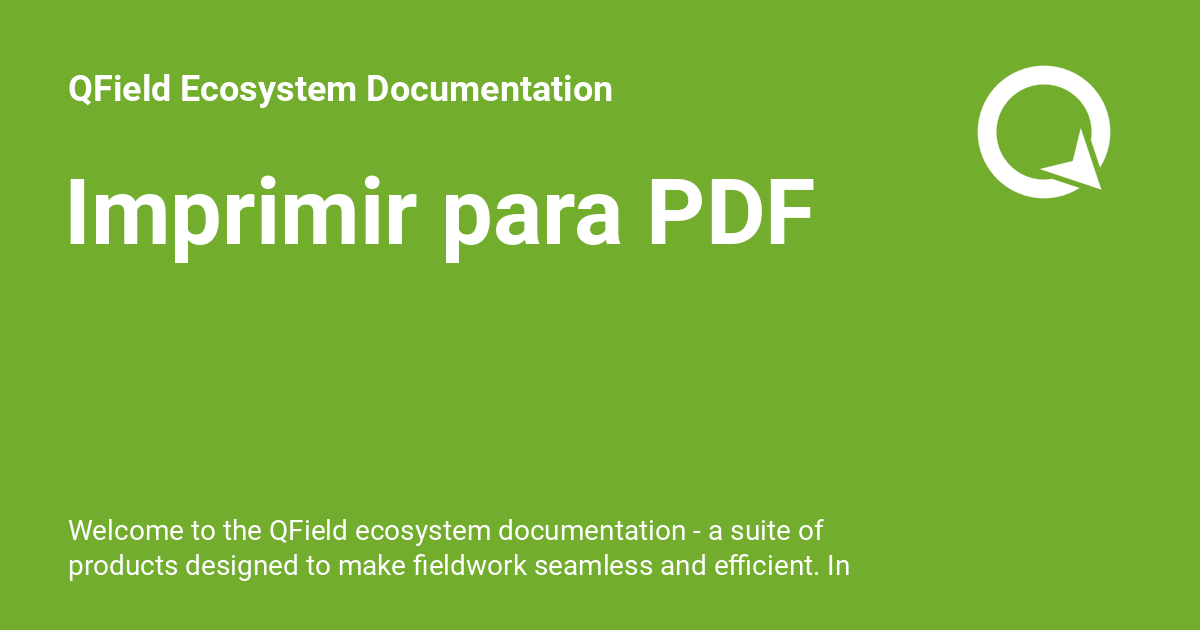 QField Ecosystem Documentation
Imprimir para PDF
Welcome to the QField ecosystem documentation - a suite of
products designed to make fieldwork seamless and efficient. In